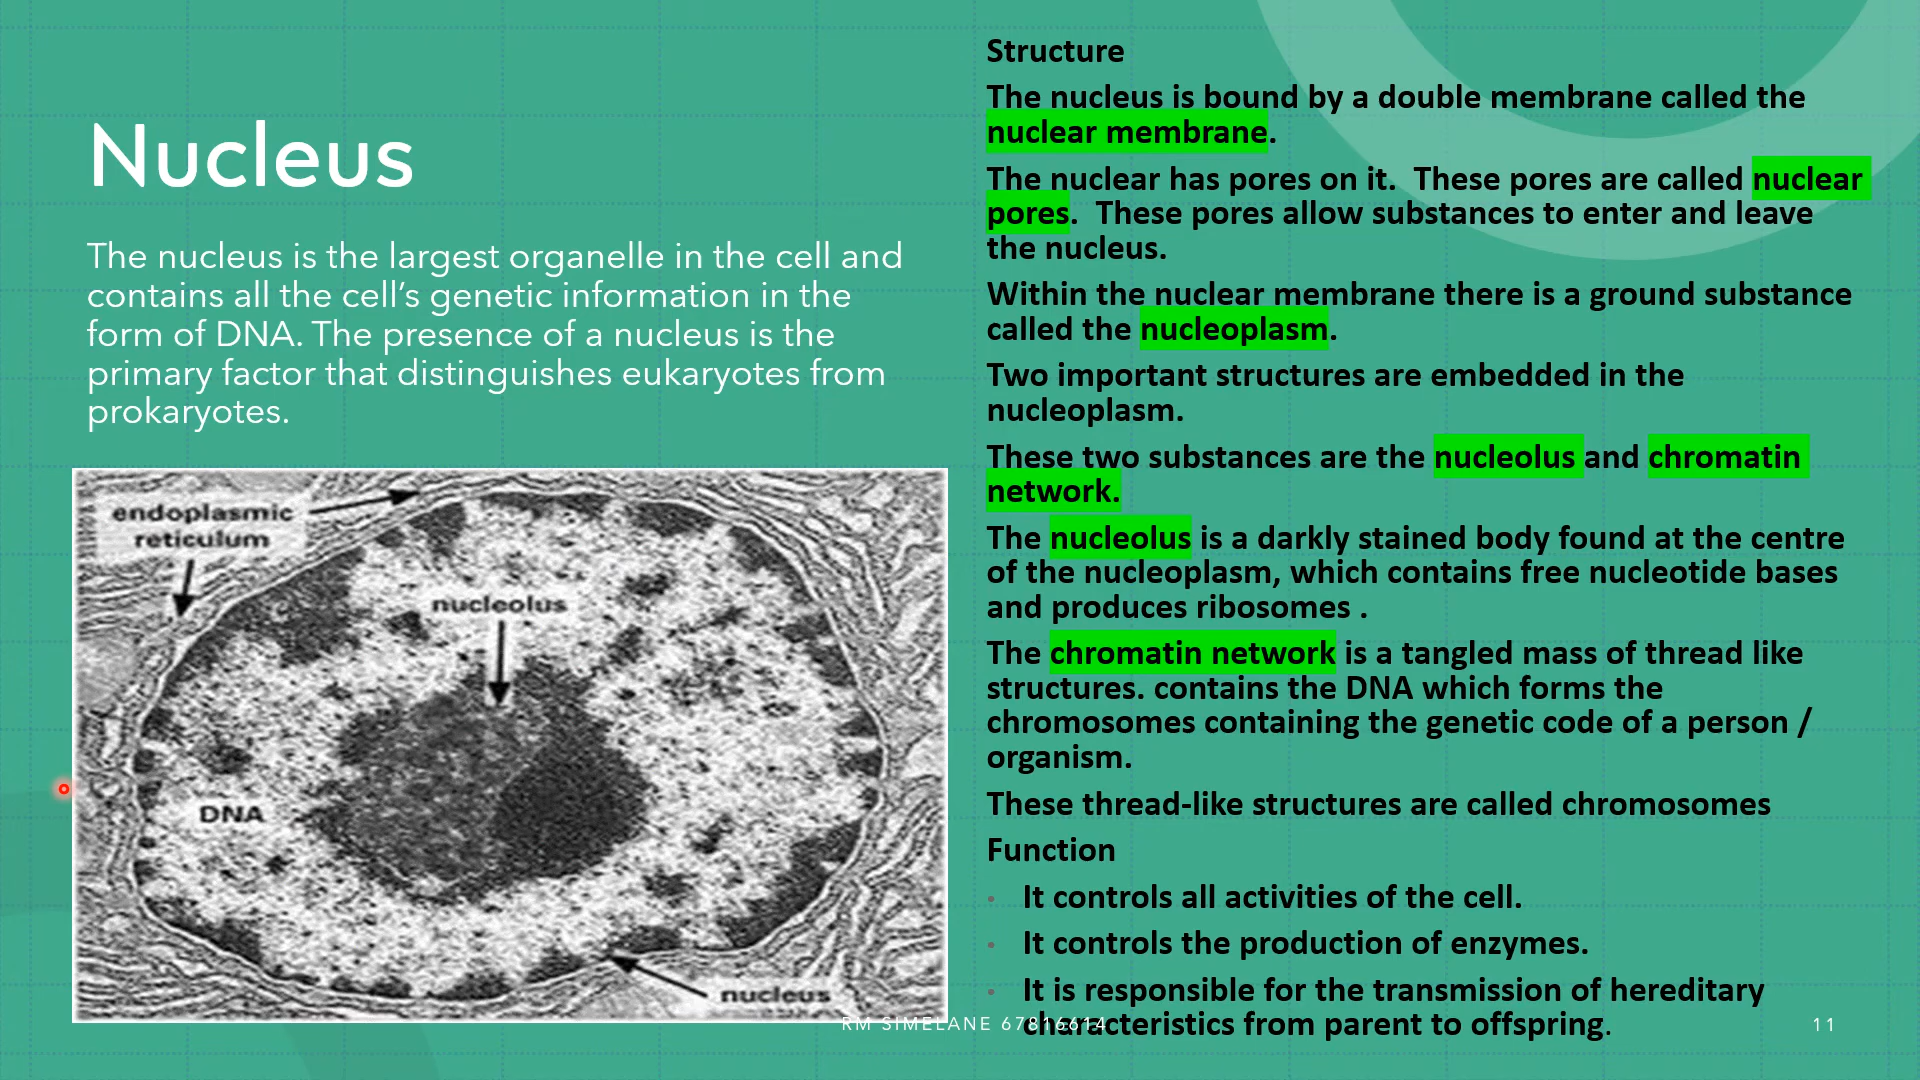 Nucleus
The nucleus is the largest organelle in the cell and
contains all the cell’s genetic information in the
form of DNA. The presence of a nucleus is the
primary factor that distinguishes eukaryotes from
prokaryotes.
endoplasmic
reticulum
nucleolus
DNA
nucleus
Structure
The nucleus is bound by a double membrane called the
nuclear membrane.
The nuclear has pores on it.  These pores are called nuclear
pores.  These pores allow substances to enter and leave
the nucleus.
Within the nuclear membrane there is a ground substance
called the nucleoplasm.
Two important structures are embedded in the
nucleoplasm.
These two substances are the nucleolus and chromatin
network.
The nucleolus is a darkly stained body found at the centre
of the nucleoplasm, which contains free nucleotide bases
and produces ribosomes .
The chromatin network is a tangled mass of thread like
structures. contains the DNA which forms the
chromosomes containing the genetic code of a person /
organism.
These thread-like structures are called chromosomes
Function
• It controls all activities of the cell.
• It controls the production of enzymes.
• It is responsible for the transmission of hereditary
characteristics from parent to offspring.
RM SIMELANE 67816614
11